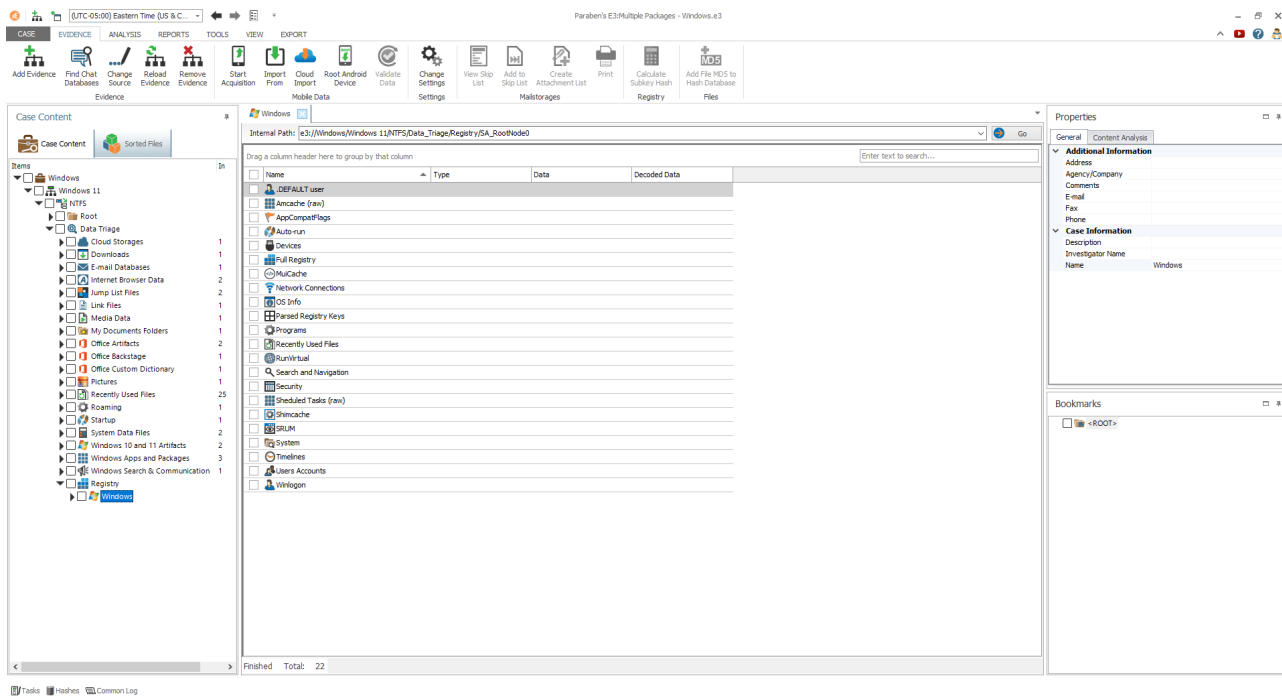 (UTC-05:00) Eastern Time (US & C...
Paraben's E3:Multiple Packages - Windows.e3
CASE EVIDENCE ANALYSIS REPORTS TOOLS VIEW EXPORT
Add Evidence
Find Chat Databases
Change Source
Reload Evidence
Remove Evidence
Start Acquisition
Import From
Cloud Import
Root Android Device
Validate Data
Change Settings
View Skip List
Add to Skip List
Create Attachment List
Print
Calculate Subkey Hash
Add File MD5 to Hash Database
MD5
Evidence
Mobile Data
Settings
Mailstorages
Registry
Files
Case Content
Case Content
Sorted Files
Items In
Windows
Windows 11
NTFS
Root
Data Triage
Cloud Storages 1
Downloads 1
E-mail Databases 1
Internet Browser Data 2
Jump List Files 2
Link Files 1
Media Data 1
My Documents Folders 1
Office Artifacts 2
Office Backstage 1
Office Custom Dictionary 1
Pictures 1
Recently Used Files 25
Roaming 1
Startup 1
System Data Files 2
Windows 10 and 11 Artifacts 2
Windows Apps and Packages 3
Windows Search & Communication 1
Registry
Windows
Windows
Internal Path: e3://Windows/Windows 11/NTFS/Data_Triage/Registry/SA_RootNode0
Go
Drag a column header here to group by that column
Enter text to search...
Name Type Data Decoded Data
.DEFAULT user
Amcache (raw)
AppCompatFlags
Auto-run
Devices
Full Registry
MuiCache
Network Connections
OS Info
Parsed Registry Keys
Programs
Recently Used Files
RunVirtual
Search and Navigation
Security
Sheduled Tasks (raw)
Shimcache
SRUM
System
Timelines
Users Accounts
Winlogon
Finished Total: 22
Properties
General Content Analysis
Additional Information
Address
Agency/Company
Comments
E-mail
Fax
Phone
Case Information
Description
Investigator Name
Name Windows
Bookmarks
<ROOT>
Tasks Hashes Common Log